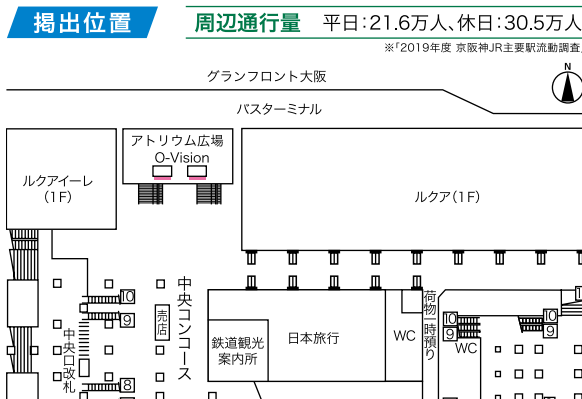 掲出位置
周辺通行量 平日:21.6万人、休日:30.5万人
※「2019年度 京阪神JR主要駅流動調査」
グランフロント大阪
N
バスターミナル
アトリウム広場
O-Vision
ルクアイーレ
(1F)
ルクア(1F)
中央コンコース
荷物一時預り
10
9
売店
中央口改札
8
鉄道観光
案内所
日本旅行
WC
10
9
WC
10
9
1